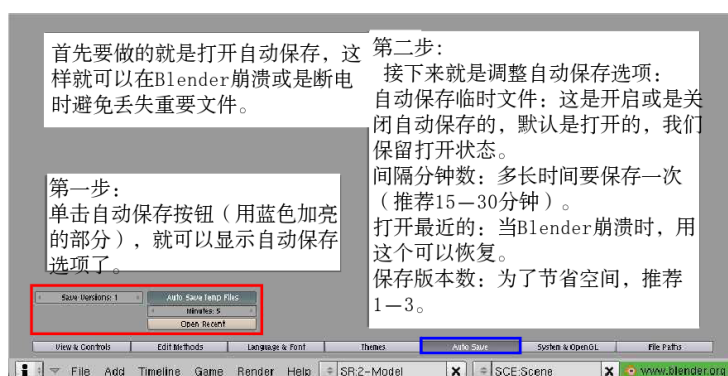 首先要做的就是打开自动保存，这
样就可以在Blender崩溃或是断电
时避免丢失重要文件。
第一步：
单击自动保存按钮（用蓝色加亮
的部分），就可以显示自动保存
选项了。
第二步：
接下来就是调整自动保存选项：
自动保存临时文件：这是开启或是关
闭自动保存的，默认是打开的，我们
保留打开状态。
间隔分钟数：多长时间要保存一次
（推荐15—30分钟）。
打开最近的：当Blender崩溃时，用
这个可以恢复。
保存版本数：为了节省空间，推荐
1—3。
Save Versions: 1
Auto Save Temp Files
Minutes: 5
Open Recent
View & Controls Edit Methods Language & Font Themes Auto Save System & OpenGL File Paths
File Add Timeline Game Render Help SR:2-Model X SCE:Scene X www.blender.org